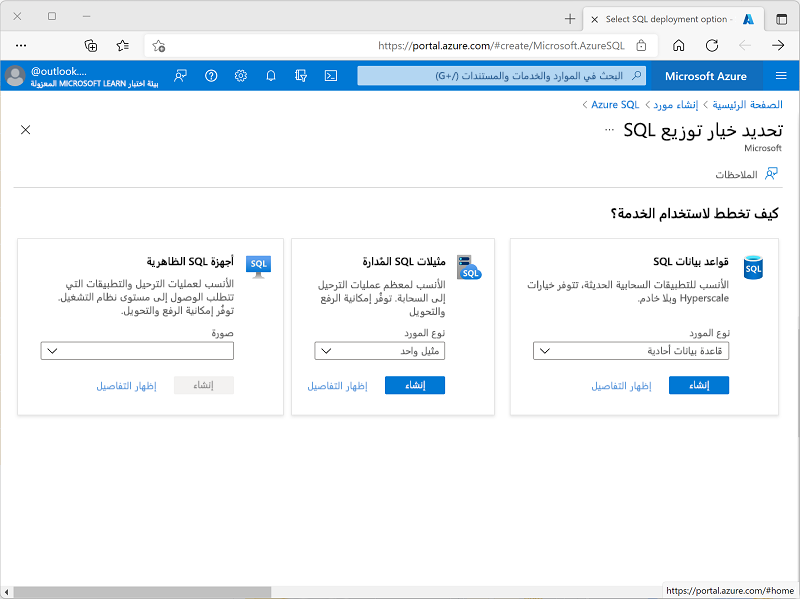 Select SQL deployment option -
https://portal.azure.com/#create/Microsoft.AzureSQL
Microsoft Azure
البحث في الموارد والخدمات والمستندات (/+G)
@outlook....
بيئة اختبار MICROSOFT LEARN المعزولة
الصفحة الرئيسية > إنشاء مورد > Azure SQL >
تحديد خيار توزيع SQL ...
Microsoft
الملاحظات
كيف تخطط لاستخدام الخدمة؟
SQL
قواعد بيانات SQL
الأنسب للتطبيقات السحابية الحديثة، تتوفر خيارات
Hyperscale وبلا خادم.
نوع المورد
قاعدة بيانات أحادية
إنشاء
إظهار التفاصيل
SQL
مثيلات SQL المُدارة
الأنسب لمعظم عمليات الترحيل
إلى السحابة. توفُر إمكانية الرفع
والتحويل
نوع المورد
مثيل واحد
إنشاء
إظهار التفاصيل
SQL
أجهزة SQL الظاهرية
الأنسب لعمليات الترحيل والتطبيقات التي
تتطلب الوصول إلى مستوى نظام التشغيل.
توفُر إمكانية الرفع والتحويل.
صورة
إنشاء
إظهار التفاصيل
https://portal.azure.com/#home